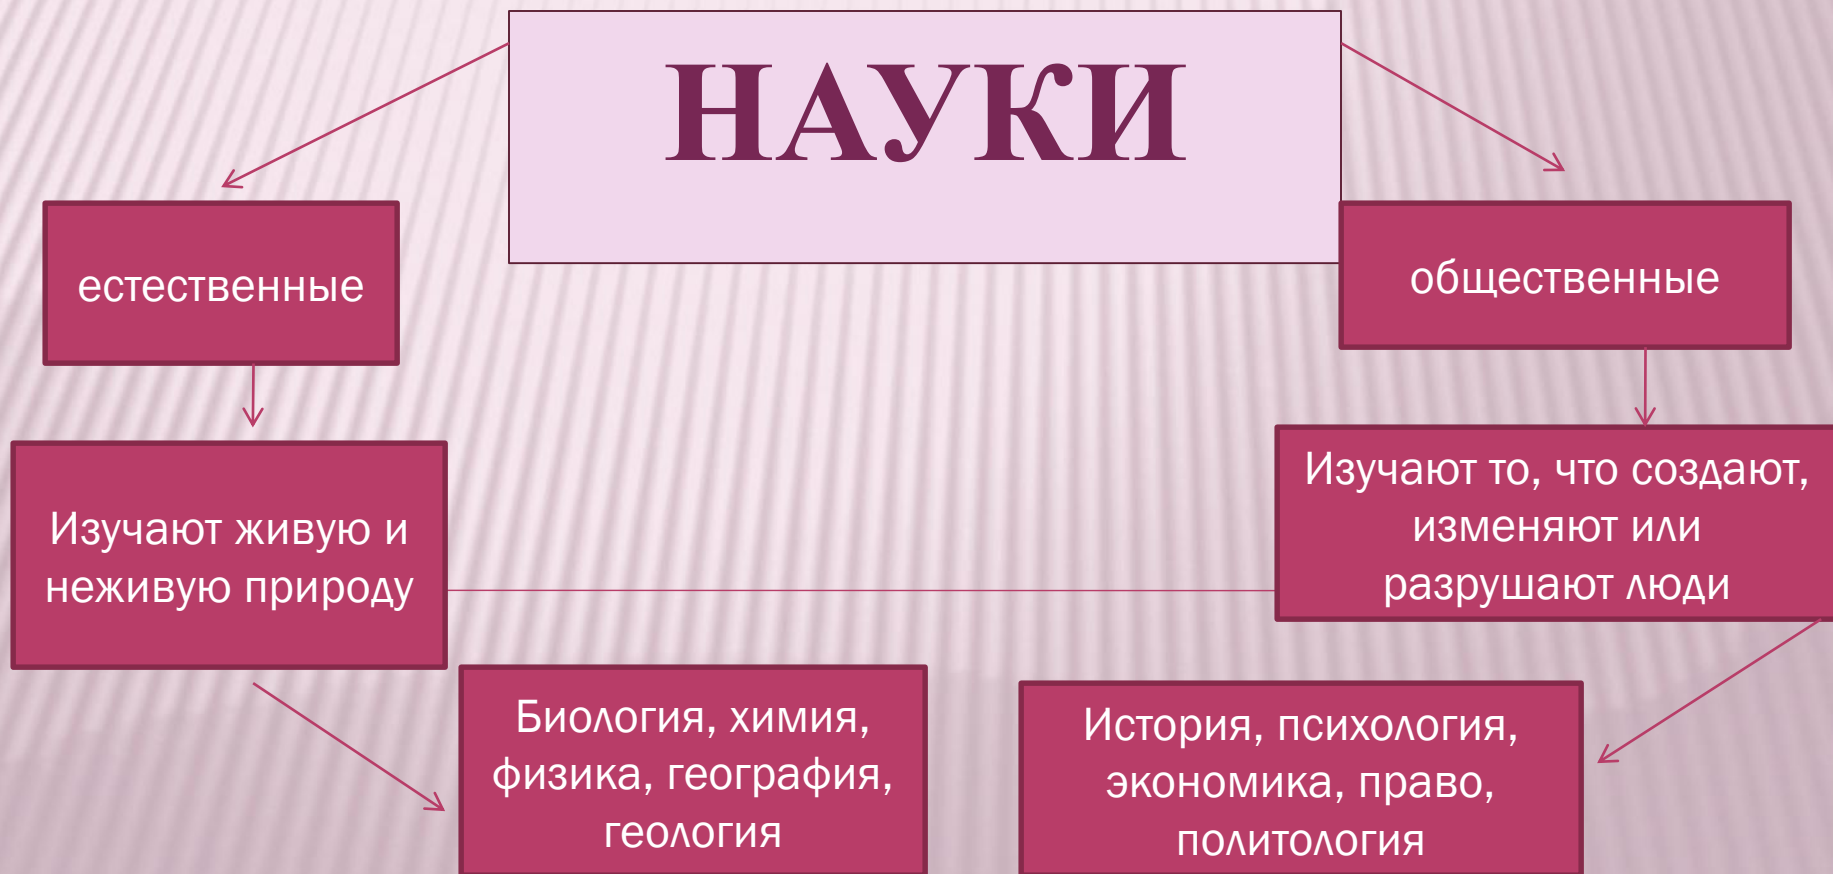 НАУКИ
естественные
общественные
Изучают живую и
неживую природу
Изучают то, что создают,
изменяют или
разрушают люди
Биология, химия,
физика, география,
геология
История, психология,
экономика, право,
политология